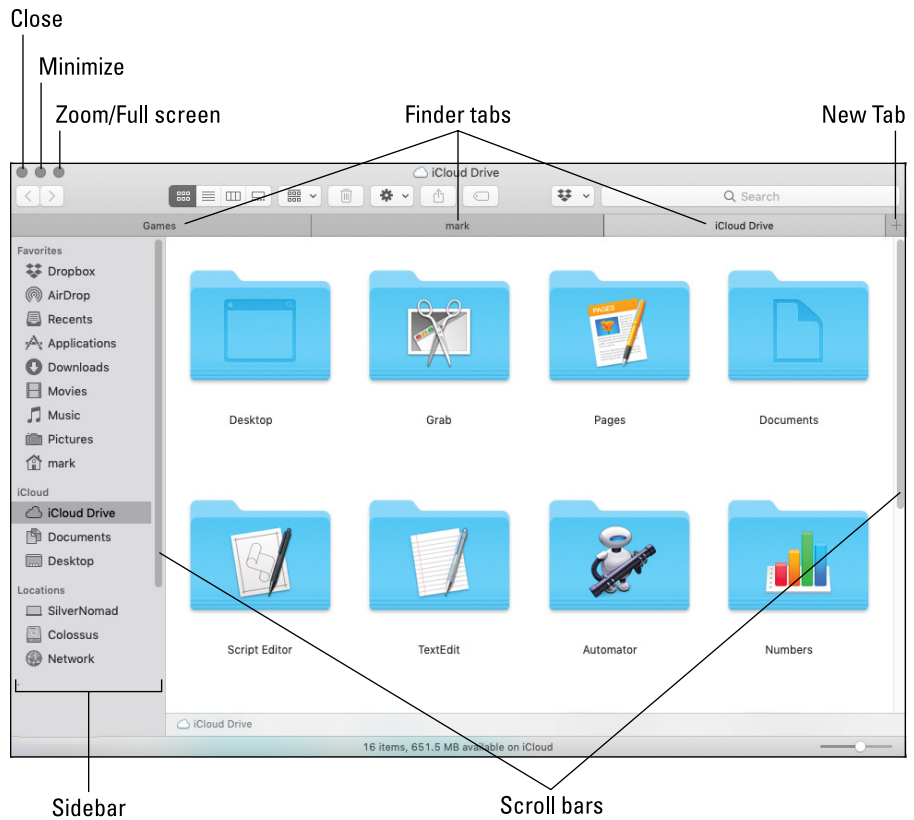 Close
Minimize
Zoom/Full screen
Finder tabs
New Tab
iCloud Drive
Search
Games
mark
iCloud Drive
Favorites
Dropbox
AirDrop
Recents
Applications
Downloads
Movies
Music
Pictures
mark
iCloud
iCloud Drive
Documents
Desktop
Locations
SilverNomad
Colossus
Network
Desktop
Grab
PAGES
Pages
Documents
Script Editor
TextEdit
Automator
Numbers
iCloud Drive
16 items, 651.5 MB available on iCloud
Sidebar
Scroll bars